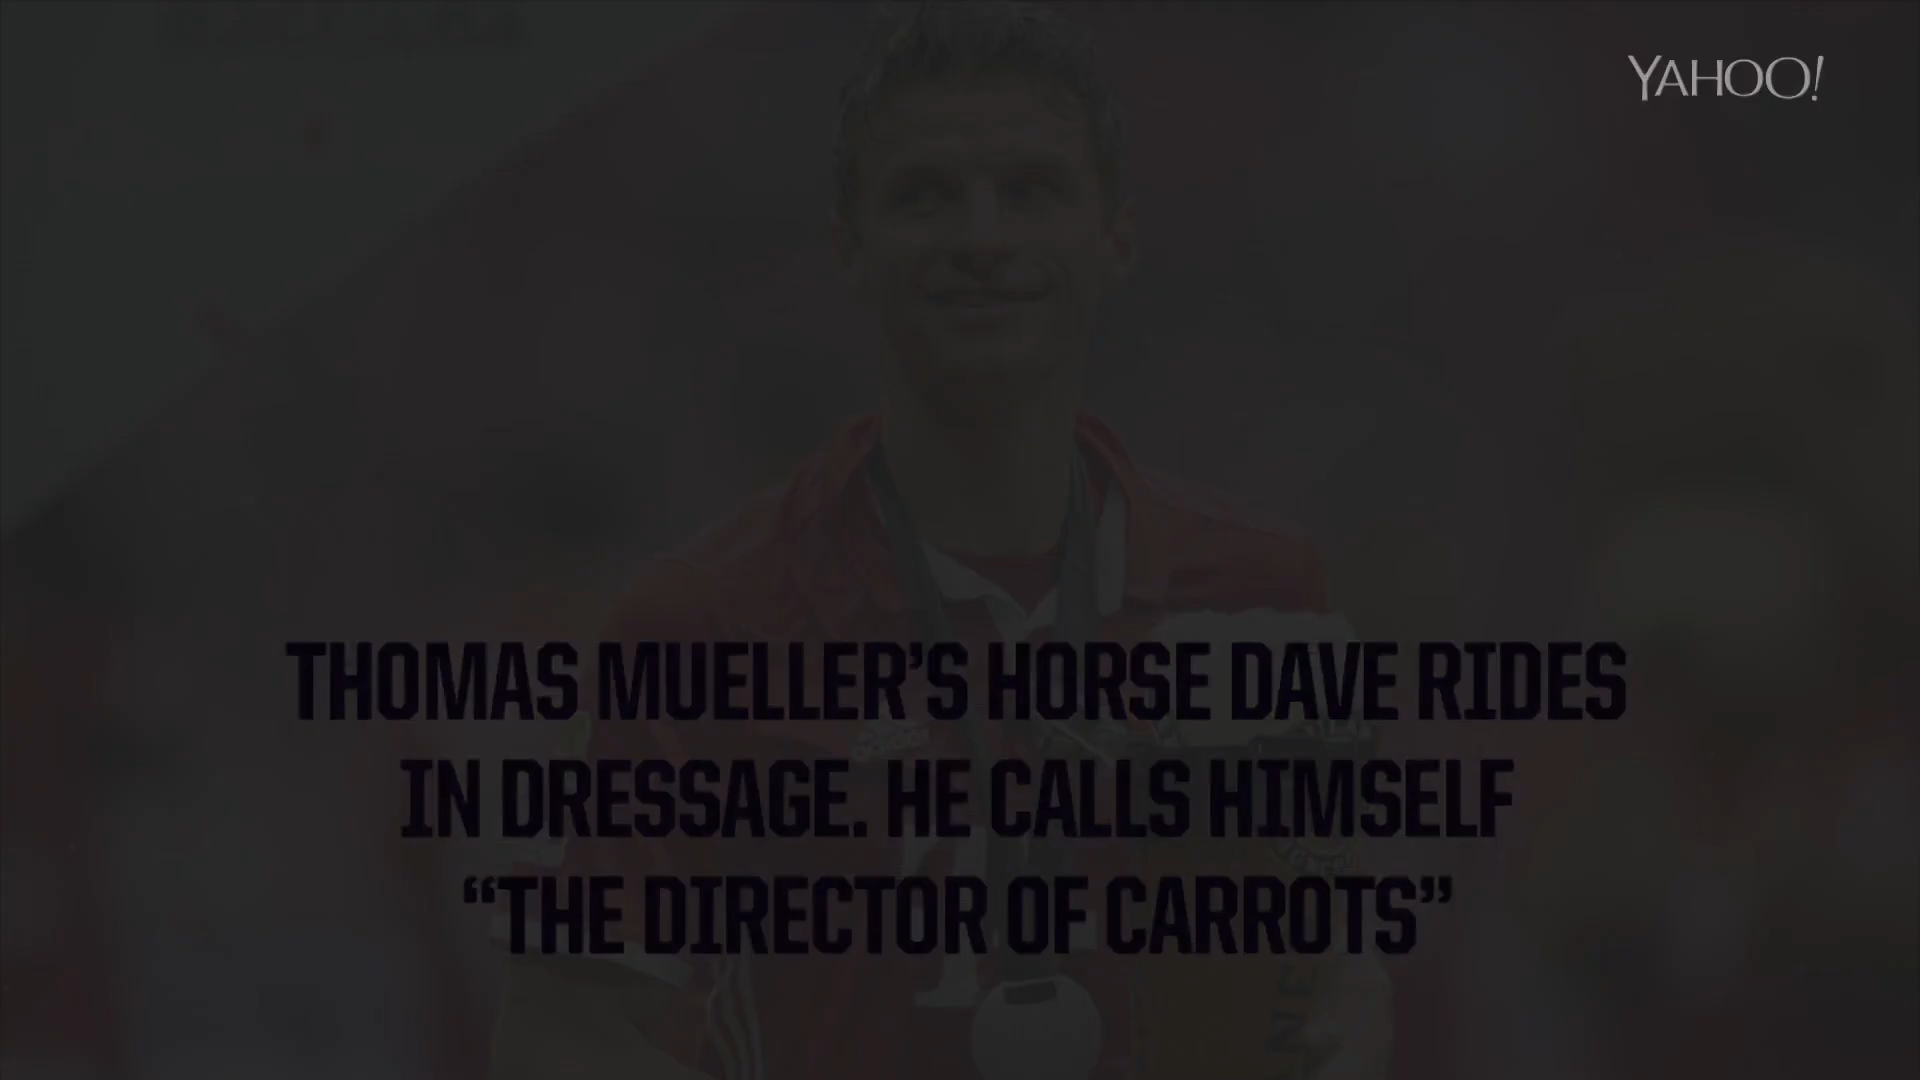 YAHOO!
THOMAS MUELLER'S HORSE DAVE RIDES
IN DRESSAGE. HE CALLS HIMSELF
“THE DIRECTOR OF CARROTS”